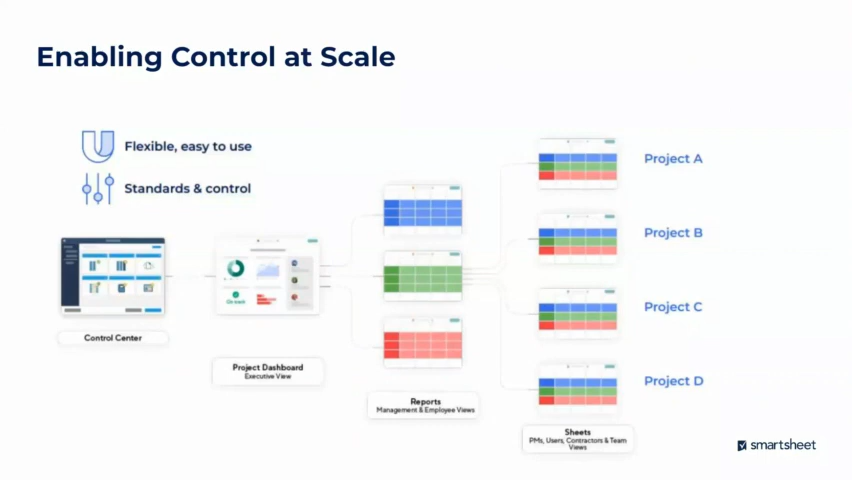 Enabling Control at Scale
Flexible, easy to use
Standards & control
Control Center
On track
Project Dashboard
Executive View
Reports
Management & Employee Views
Project A
Project B
Project C
Project D
Sheets
PMs, Users, Contractors & Team
Views
smartsheet